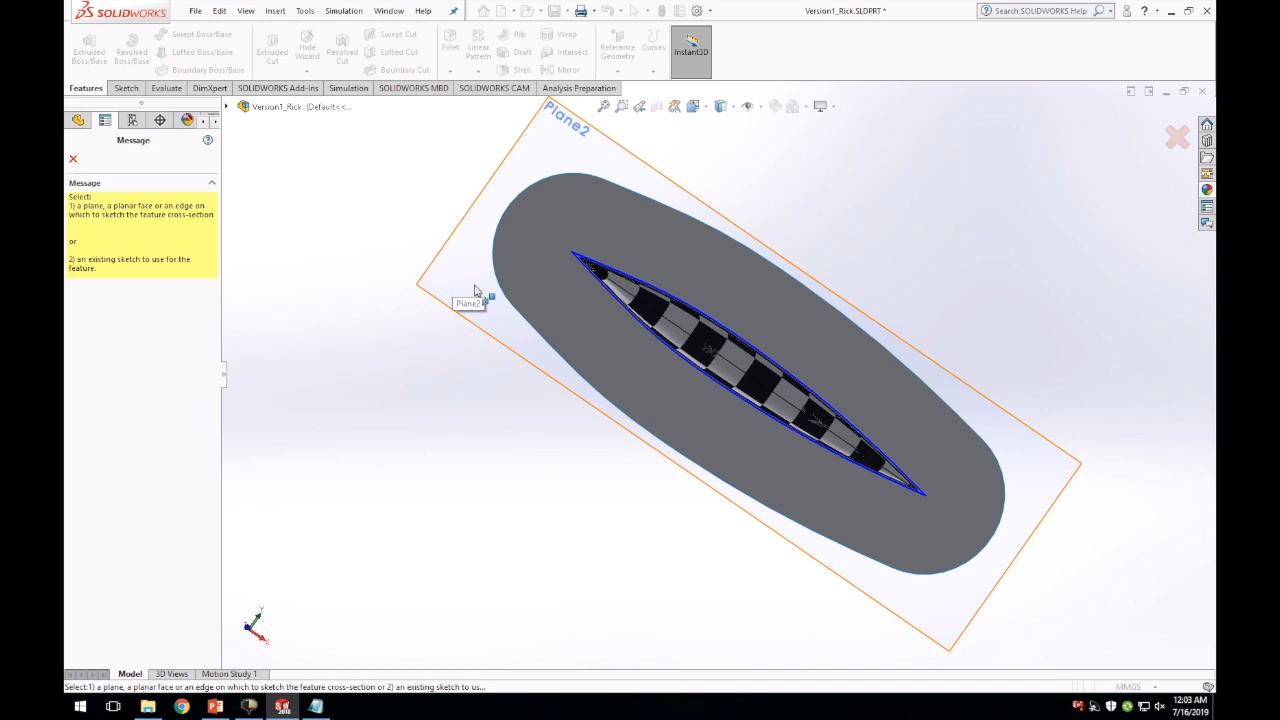 SOLIDWORKS
File Edit View Insert Tools Simulation Window Help
Version1_Rick.SLDPRT *
Search SOLIDWORKS Help
Extruded Boss/Base
Revolved Boss/Base
Swept Boss/Base
Lofted Boss/Base
Boundary Boss/Base
Extruded Cut
Hole Wizard
Revolved Cut
Swept Cut
Lofted Cut
Boundary Cut
Fillet
Linear Pattern
Rib
Draft
Shell
Wrap
Intersect
Mirror
Reference Geometry
Curves
Instant3D
Features Sketch Evaluate DimXpert SOLIDWORKS Add-Ins Simulation SOLIDWORKS MBD SOLIDWORKS CAM Analysis Preparation
Version1_Rick (Default<<...
Message
Message
Select:
1) a plane, a planar face or an edge on
which to sketch the feature cross-section
or
2) an existing sketch to use for the
feature.
Plane2
Plane2
Y
X
Model 3D Views Motion Study 1
Select:1) a plane, a planar face or an edge on which to sketch the feature cross-section or 2) an existing sketch to us...
MMGS
12:03 AM
7/16/2019